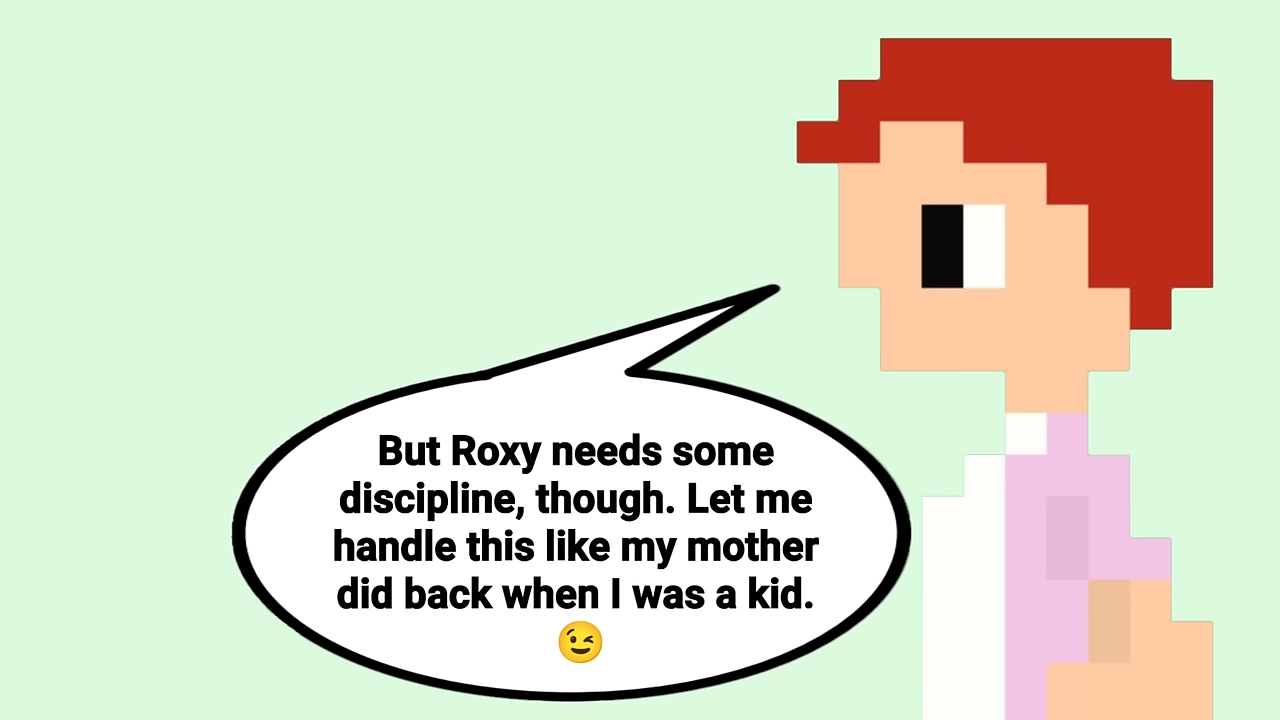 But Roxy needs some
discipline, though. Let me
handle this like my mother
did back when I was a kid.
😉